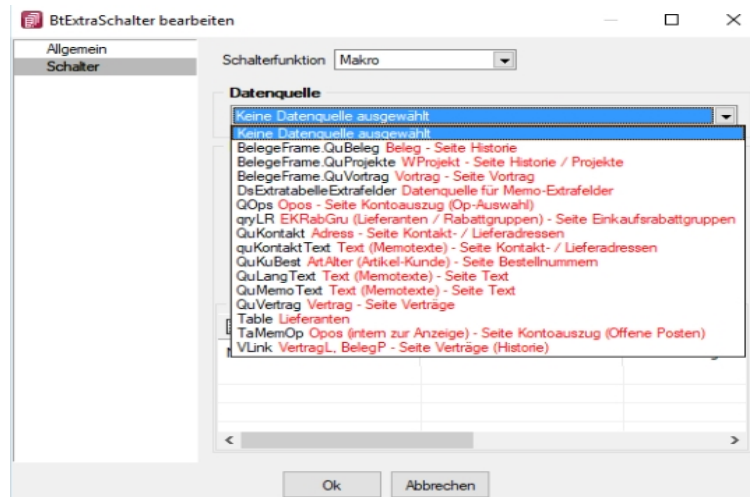 BtExtraSchalter bearbeiten
Allgemein
Schalter
Schalterfunktion Makro
Datenquelle
Keine Datenquelle ausgewählt
Keine Datenquelle ausgewählt
BelegeFrame.QuBeleg Beleg - Seite Historie
BelegeFrame.QuProjekte WProjekt - Seite Historie / Projekte
BelegeFrame.QuVortrag Vortrag - Seite Vortrag
DsExtratabelleExtrafelder Datenquelle für Memo-Extrafelder
QOps Opos - Seite Kontoauszug (Op-Auswahl)
qryLR EKRabGru (Lieferanten / Rabattgruppen) - Seite Einkaufsrabattgruppen
QuKontakt Adress - Seite Kontakt- / Lieferadressen
quKontaktText Text (Memotexte) - Seite Kontakt- / Lieferadressen
QuKuBest ArtAlter (Artikel-Kunde) - Seite Bestellnummern
QuLangText Text (Memotexte) - Seite Text
QuMemoText Text (Memotexte) - Seite Text
QuVertrag Vertrag - Seite Verträge
Table Lieferanten
TaMemOp Opos (intern zur Anzeige) - Seite Kontoauszug (Offene Posten)
VLink VertragL, BelegP - Seite Verträge (Historie)
Ok Abbrechen